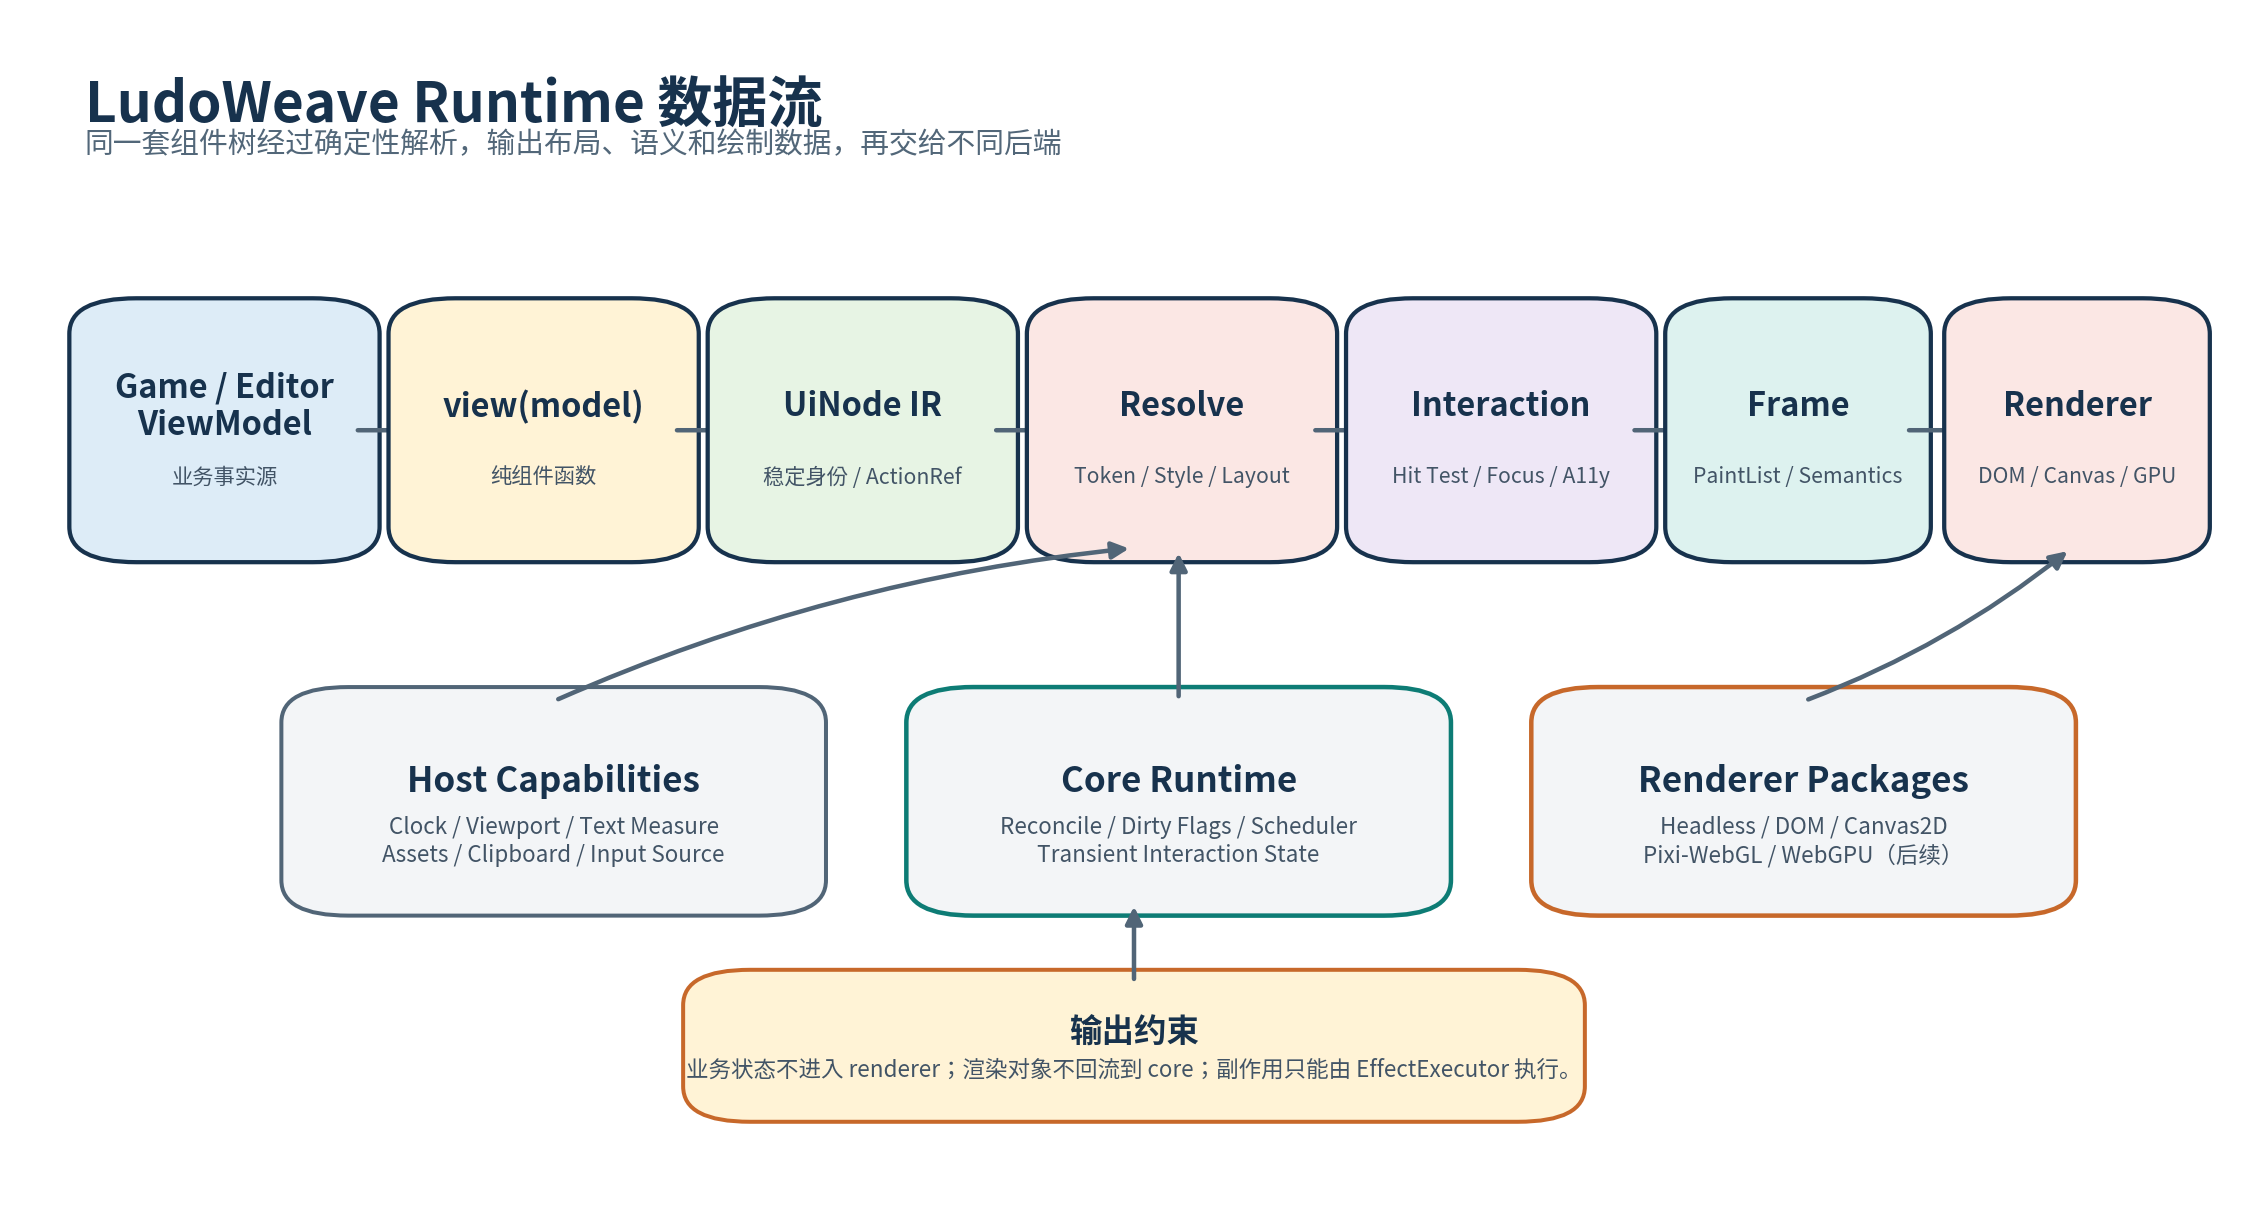 LudoWeave Runtime 数据流
同一套组件树经过确定性解析，输出布局、语义和绘制数据，再交给不同后端
Game / Editor
ViewModel
业务事实源
view(model)
纯组件函数
UiNode IR
稳定身份 / ActionRef
Resolve
Token / Style / Layout
Interaction
Hit Test / Focus / A11y
Frame
PaintList / Semantics
Renderer
DOM / Canvas / GPU
Host Capabilities
Clock / Viewport / Text Measure
Assets / Clipboard / Input Source
Core Runtime
Reconcile / Dirty Flags / Scheduler
Transient Interaction State
Renderer Packages
Headless / DOM / Canvas2D
Pixi-WebGL / WebGPU（后续）
输出约束
业务状态不进入 renderer；渲染对象不回流到 core；副作用只能由 EffectExecutor 执行。